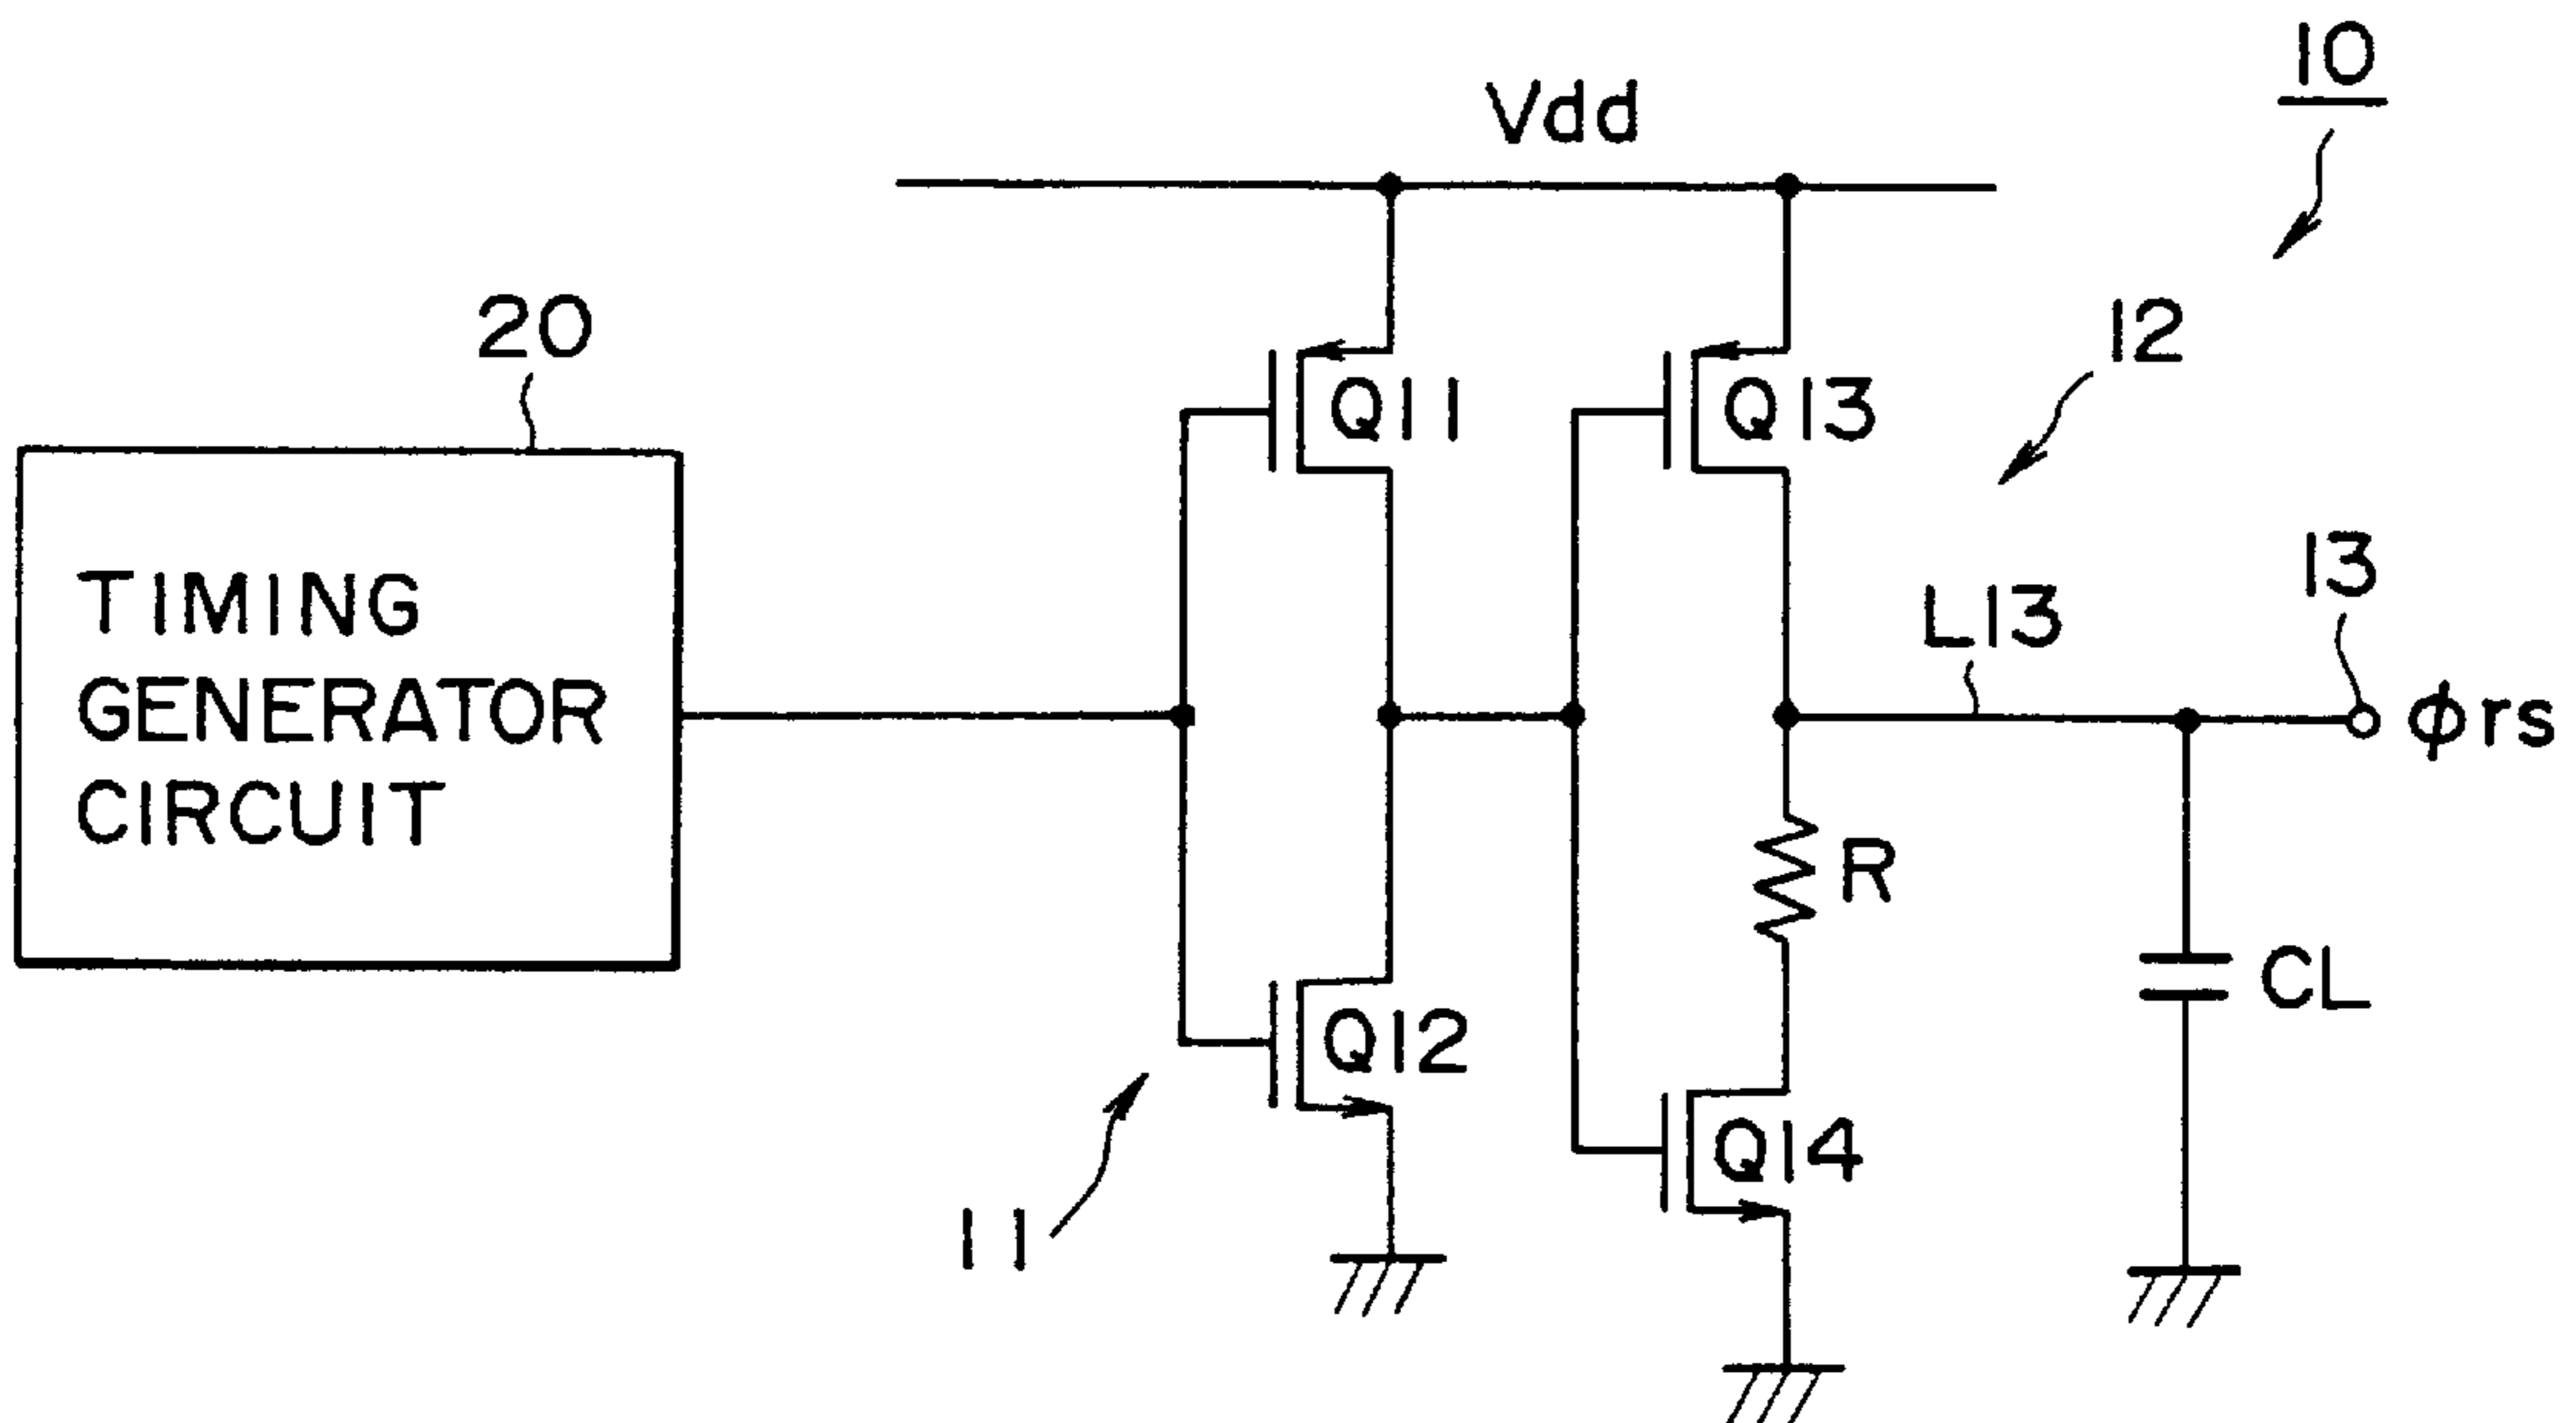 10
Vdd
20
12
Q11
Q13
13
L13
TIMING
GENERATOR
CIRCUIT
φrs
R
CL
Q12
Q14
11